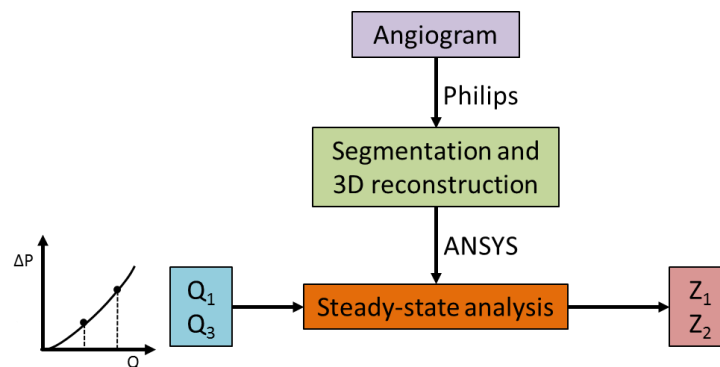 Angiogram
Philips
Segmentation and
3D reconstruction
ANSYS
ΔP
Q
Q₁
Q₃
Steady-state analysis
Z₁
Z₂